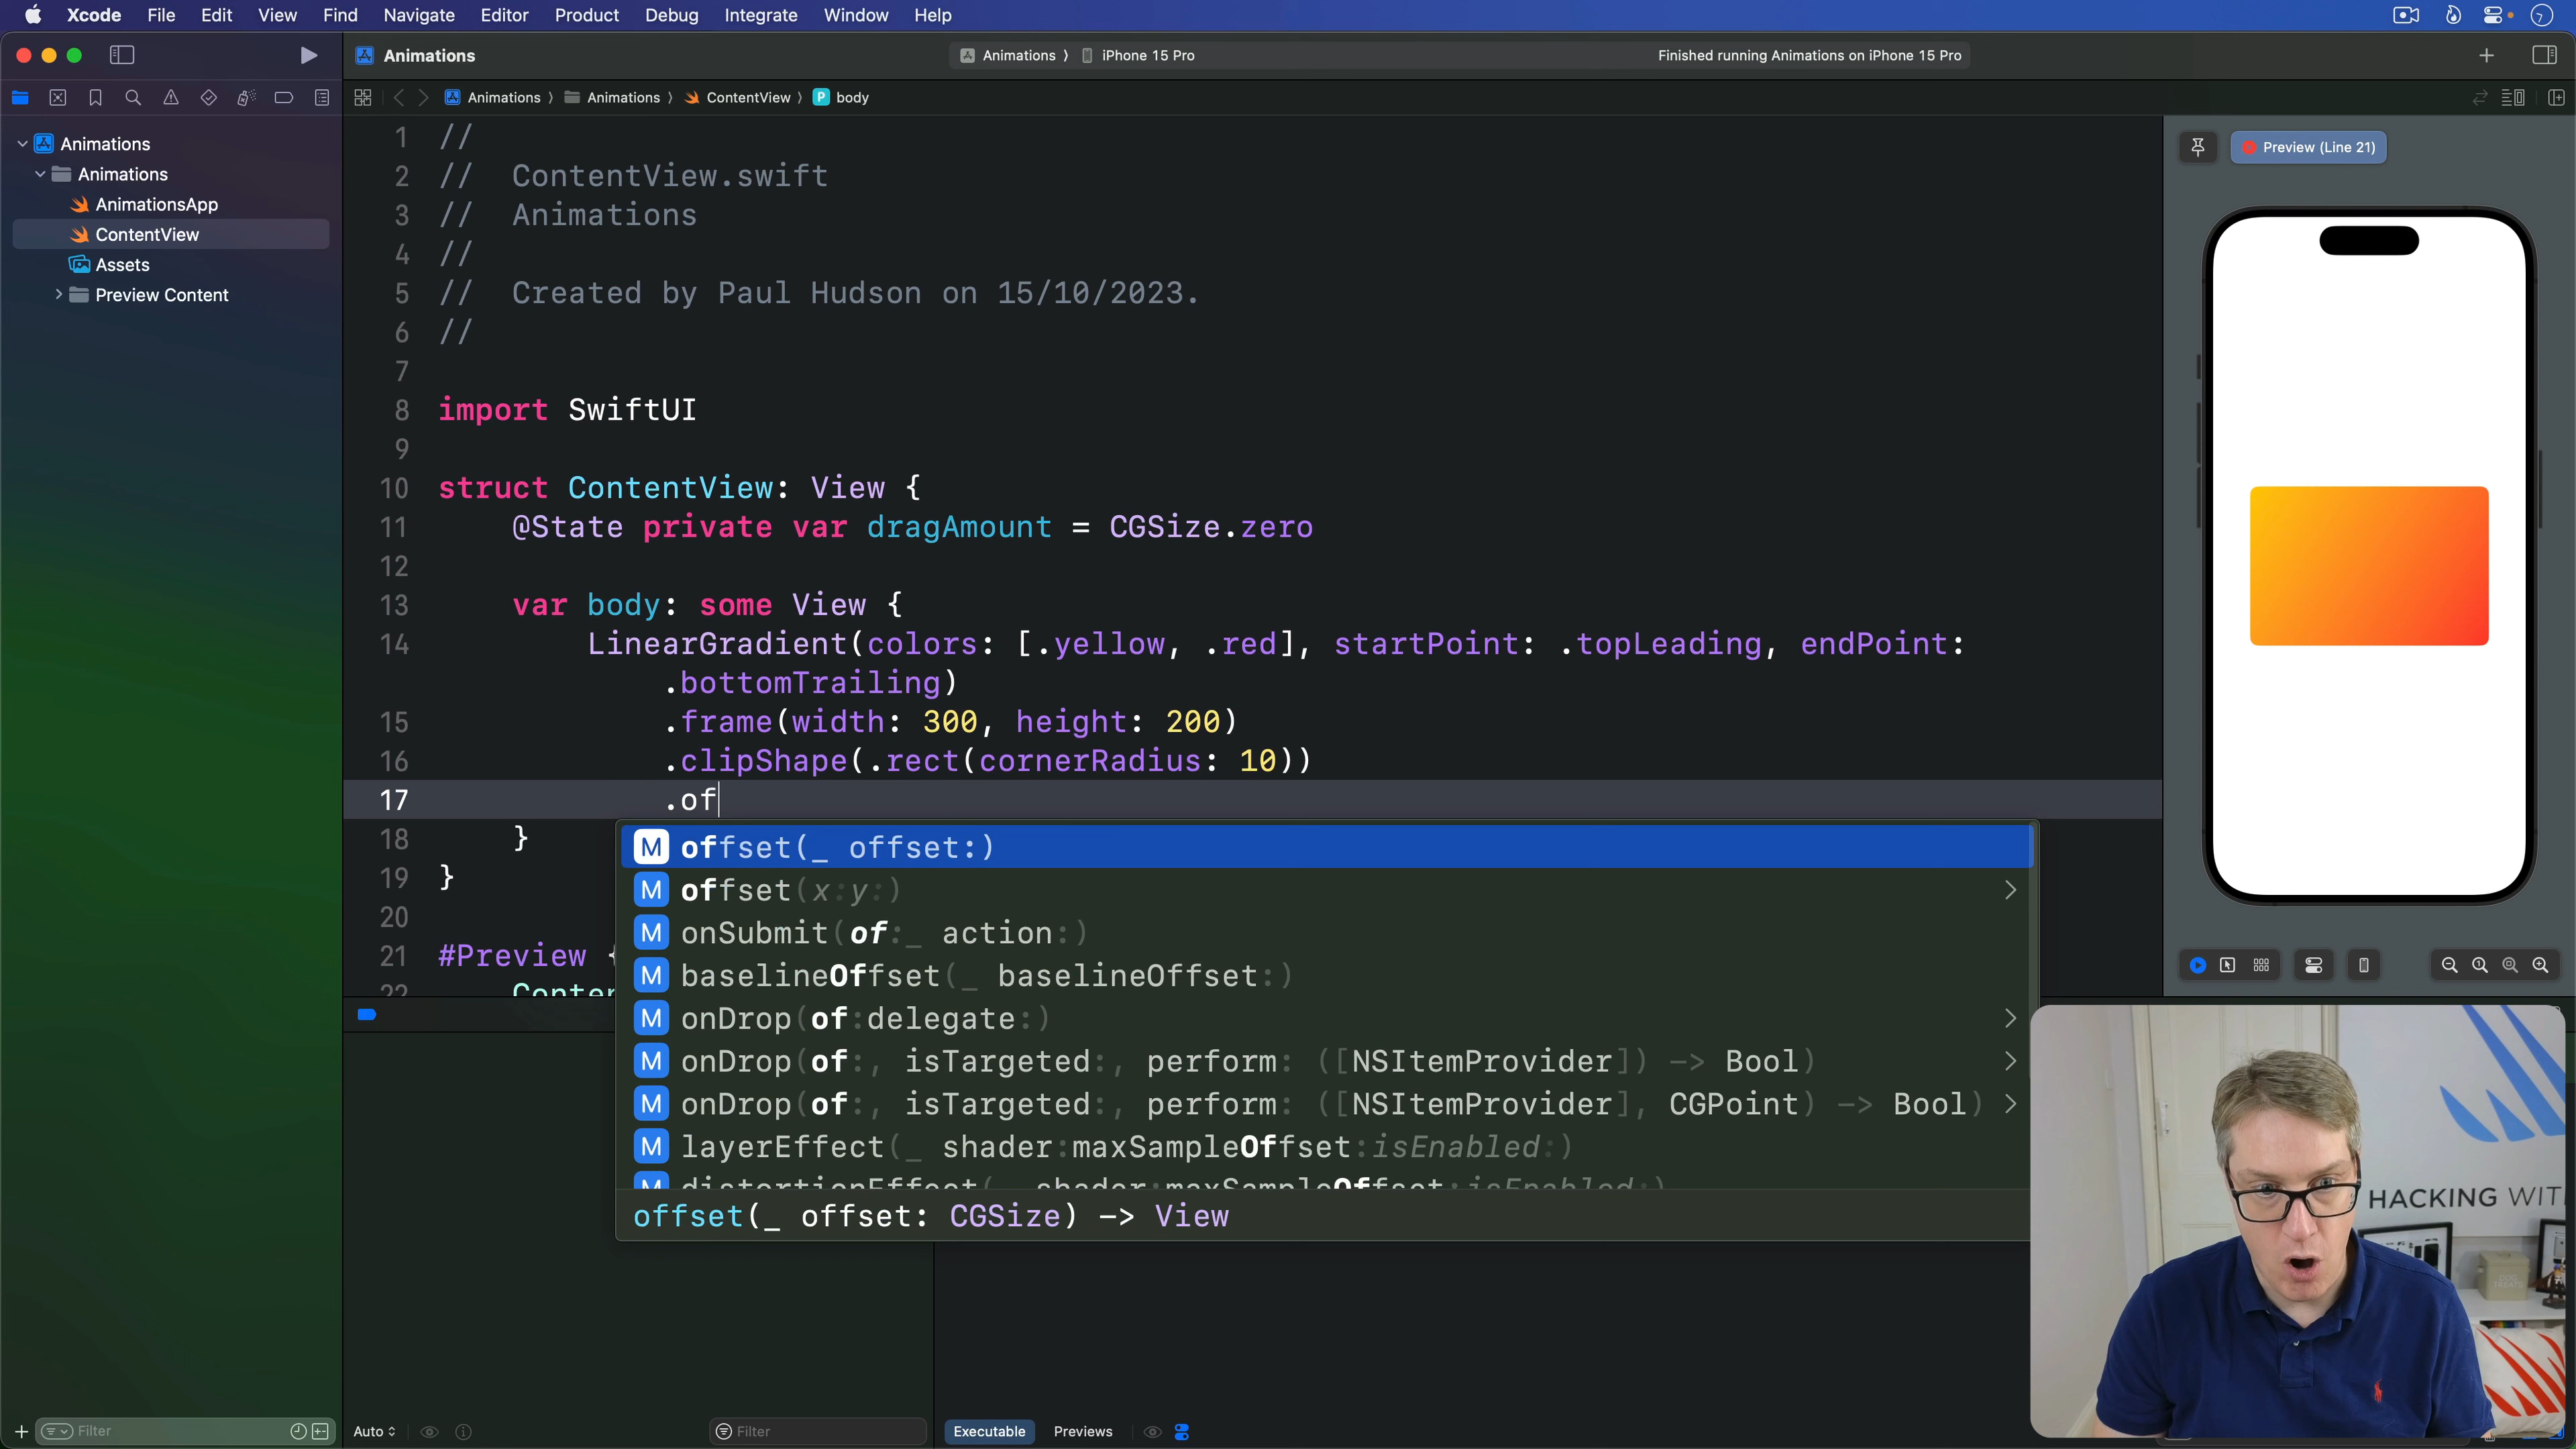 Xcode File Edit View Find Navigate Editor Product Debug Integrate Window Help
Animations
Animations 〉 iPhone 15 Pro
Finished running Animations on iPhone 15 Pro
Animations 〉 Animations 〉 ContentView 〉 P body
Animations
Animations
AnimationsApp
ContentView
Assets
Preview Content
1 //
2 //  ContentView.swift
3 //  Animations
4 //
5 //  Created by Paul Hudson on 15/10/2023.
6 //
7
8 import SwiftUI
9
10 struct ContentView: View {
11     @State private var dragAmount = CGSize.zero
12
13     var body: some View {
14         LinearGradient(colors: [.yellow, .red], startPoint: .topLeading, endPoint:
.bottomTrailing)
15             .frame(width: 300, height: 200)
16             .clipShape(.rect(cornerRadius: 10))
17             .of
18     }
19 }
20
21 #Preview {
22
M offset(_ offset:)
M offset(x:y:)
M onSubmit(of:_ action:)
M baselineOffset(_ baselineOffset:)
M onDrop(of:delegate:)
M onDrop(of:, isTargeted:, perform: ([NSItemProvider]) -> Bool)
M onDrop(of:, isTargeted:, perform: ([NSItemProvider], CGPoint) -> Bool)
M layerEffect(_ shader:maxSampleOffset:isEnabled:)
M distortionEffect(_ shader:maxSampleOffset:isEnabled:)
offset(_ offset: CGSize) -> View
Preview (Line 21)
HACKING WIT
Filter
Auto
Filter
Executable Previews